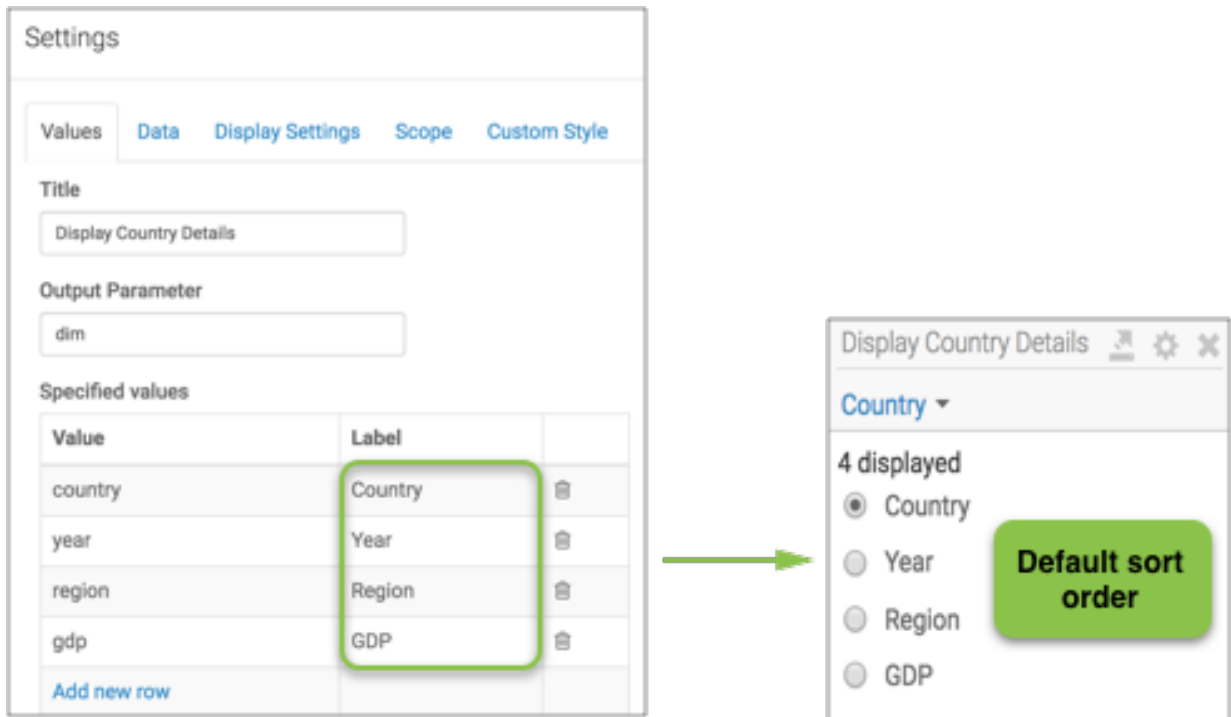 Settings
Values Data Display Settings Scope Custom Style
Title
Display Country Details
Output Parameter
dim
Specified values
Value Label
country Country
year Year
region Region
gdp GDP
Add new row
Display Country Details
Country
4 displayed
Country
Year
Region
GDP
Default sort
order